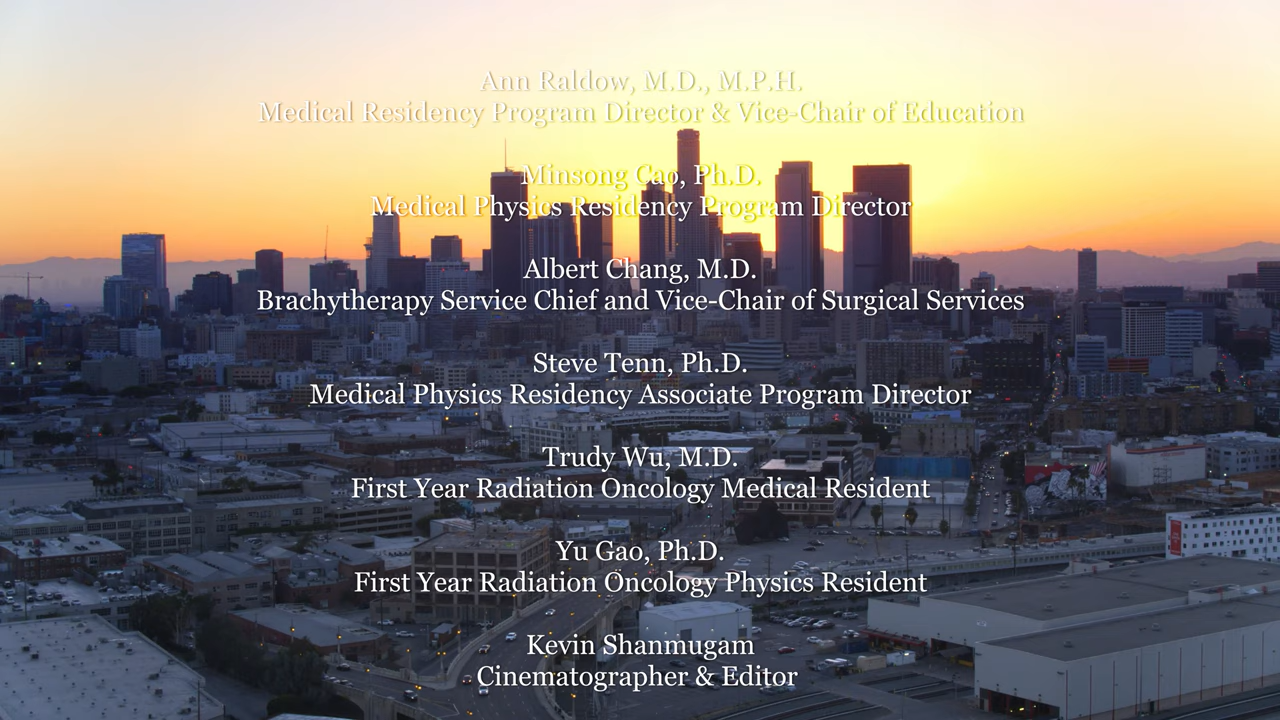 Ann Raldow, M.D., M.P.H.
Medical Residency Program Director & Vice-Chair of Education
Minsong Cao, Ph.D.
Medical Physics Residency Program Director
Albert Chang, M.D.
Brachytherapy Service Chief and Vice-Chair of Surgical Services
Steve Tenn, Ph.D.
Medical Physics Residency Associate Program Director
Trudy Wu, M.D.
First Year Radiation Oncology Medical Resident
Yu Gao, Ph.D.
First Year Radiation Oncology Physics Resident
Kevin Shanmugam
Cinematographer & Editor